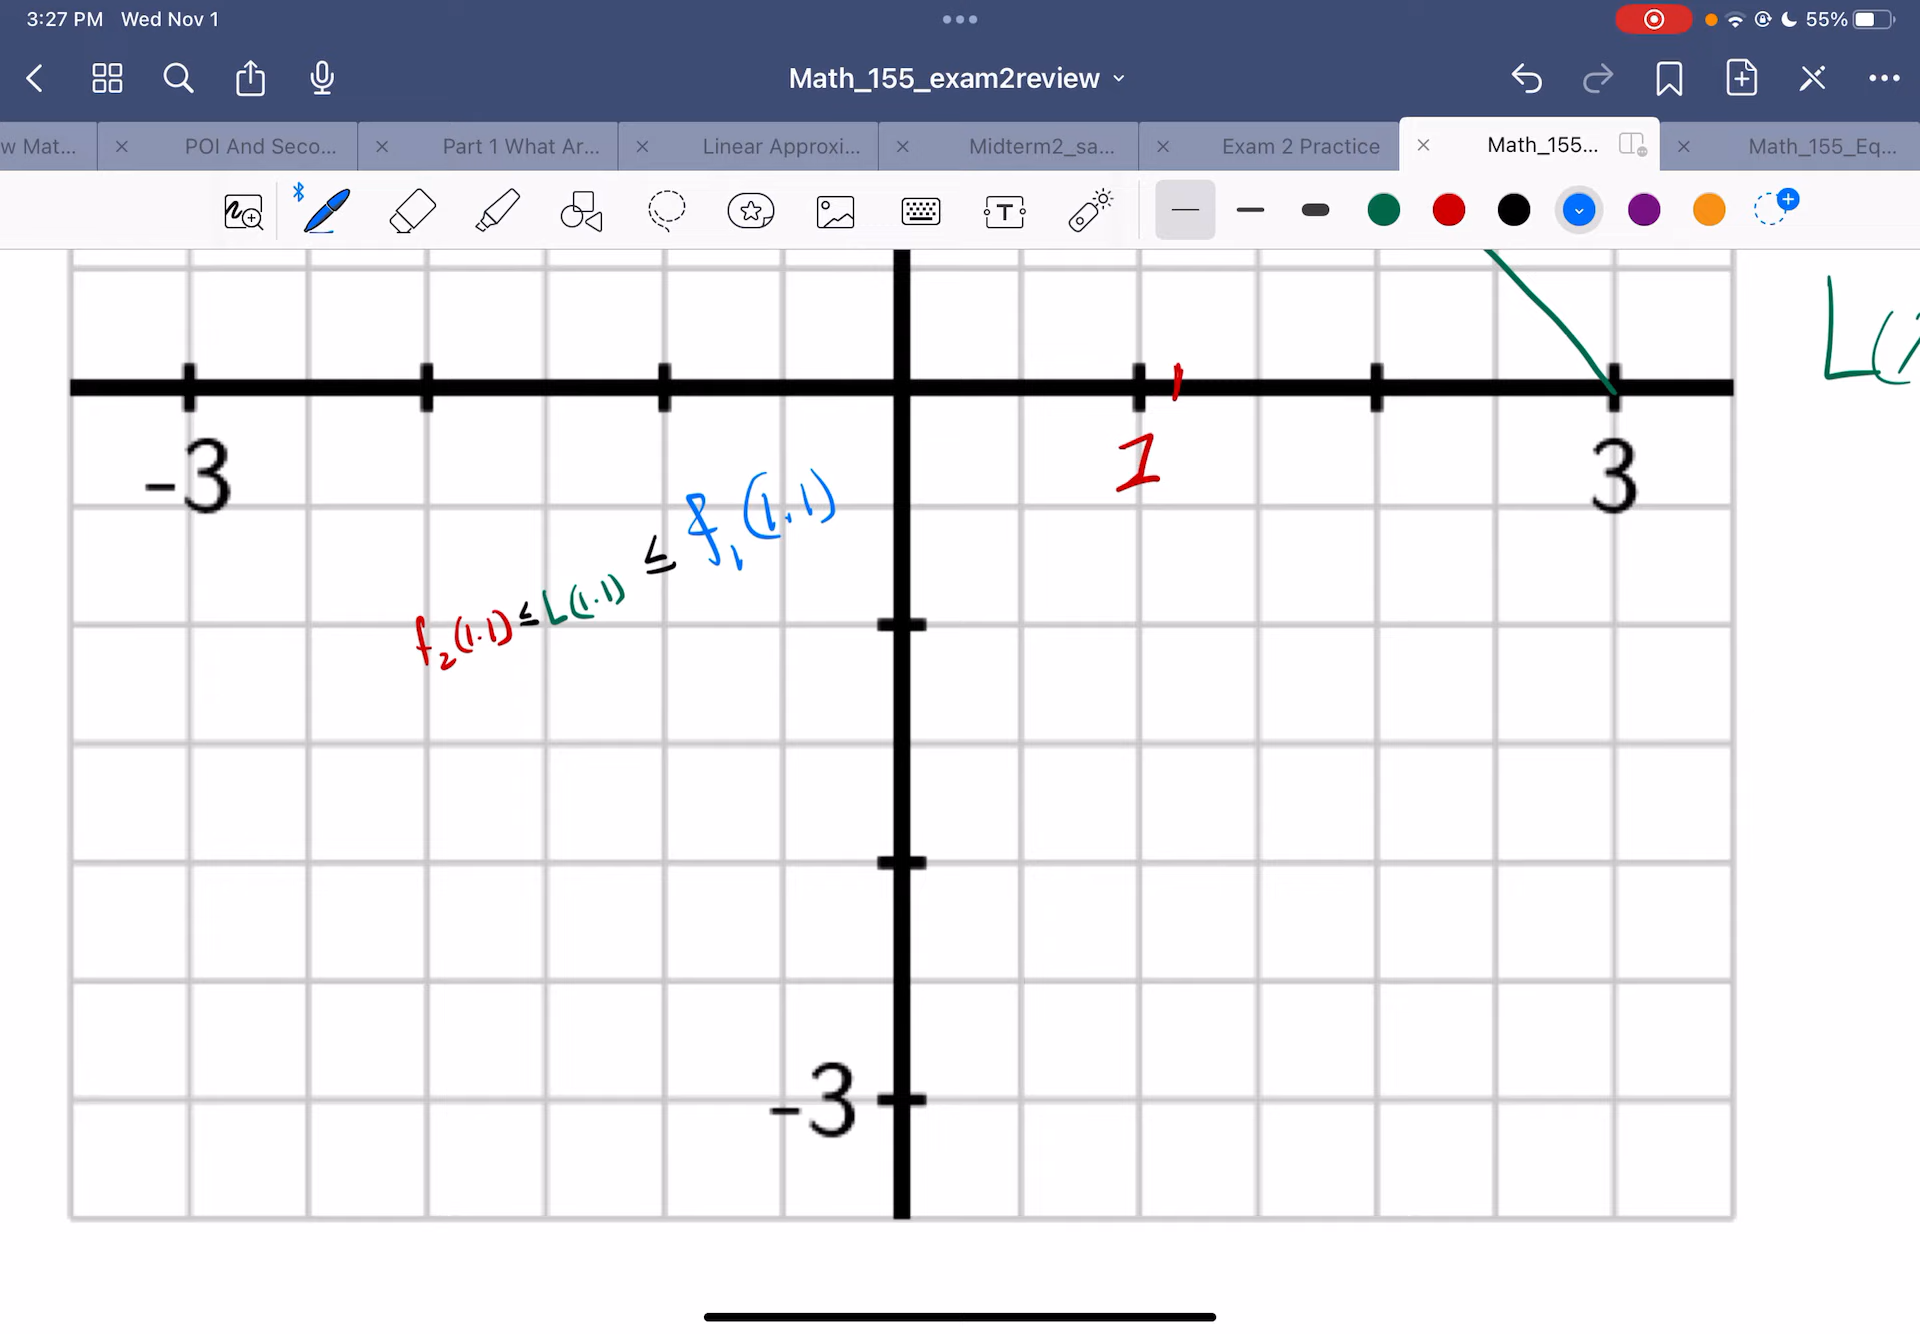 3:27 PM Wed Nov 1
55%
Math_155_exam2review
w Mat...
POI And Seco...
Part 1 What Ar...
Linear Approxi...
Midterm2_sa...
Exam 2 Practice
Math_155...
Math_155_Eq...
L(
-3
1
3
f₂(1.1) ≤ L(1.1) ≤ f₁(1.1)
-3